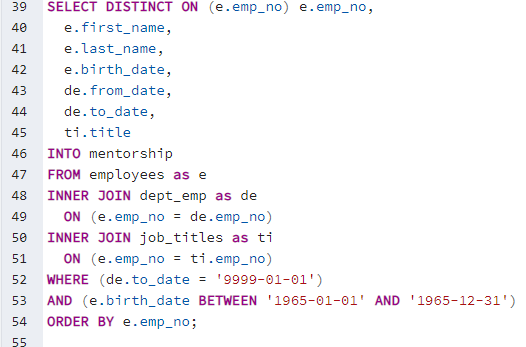 39 SELECT DISTINCT ON (e.emp_no) e.emp_no,
40   e.first_name,
41   e.last_name,
42   e.birth_date,
43   de.from_date,
44   de.to_date,
45   ti.title
46 INTO mentorship
47 FROM employees as e
48 INNER JOIN dept_emp as de
49   ON (e.emp_no = de.emp_no)
50 INNER JOIN job_titles as ti
51   ON (e.emp_no = ti.emp_no)
52 WHERE (de.to_date = '9999-01-01')
53 AND (e.birth_date BETWEEN '1965-01-01' AND '1965-12-31')
54 ORDER BY e.emp_no;
55